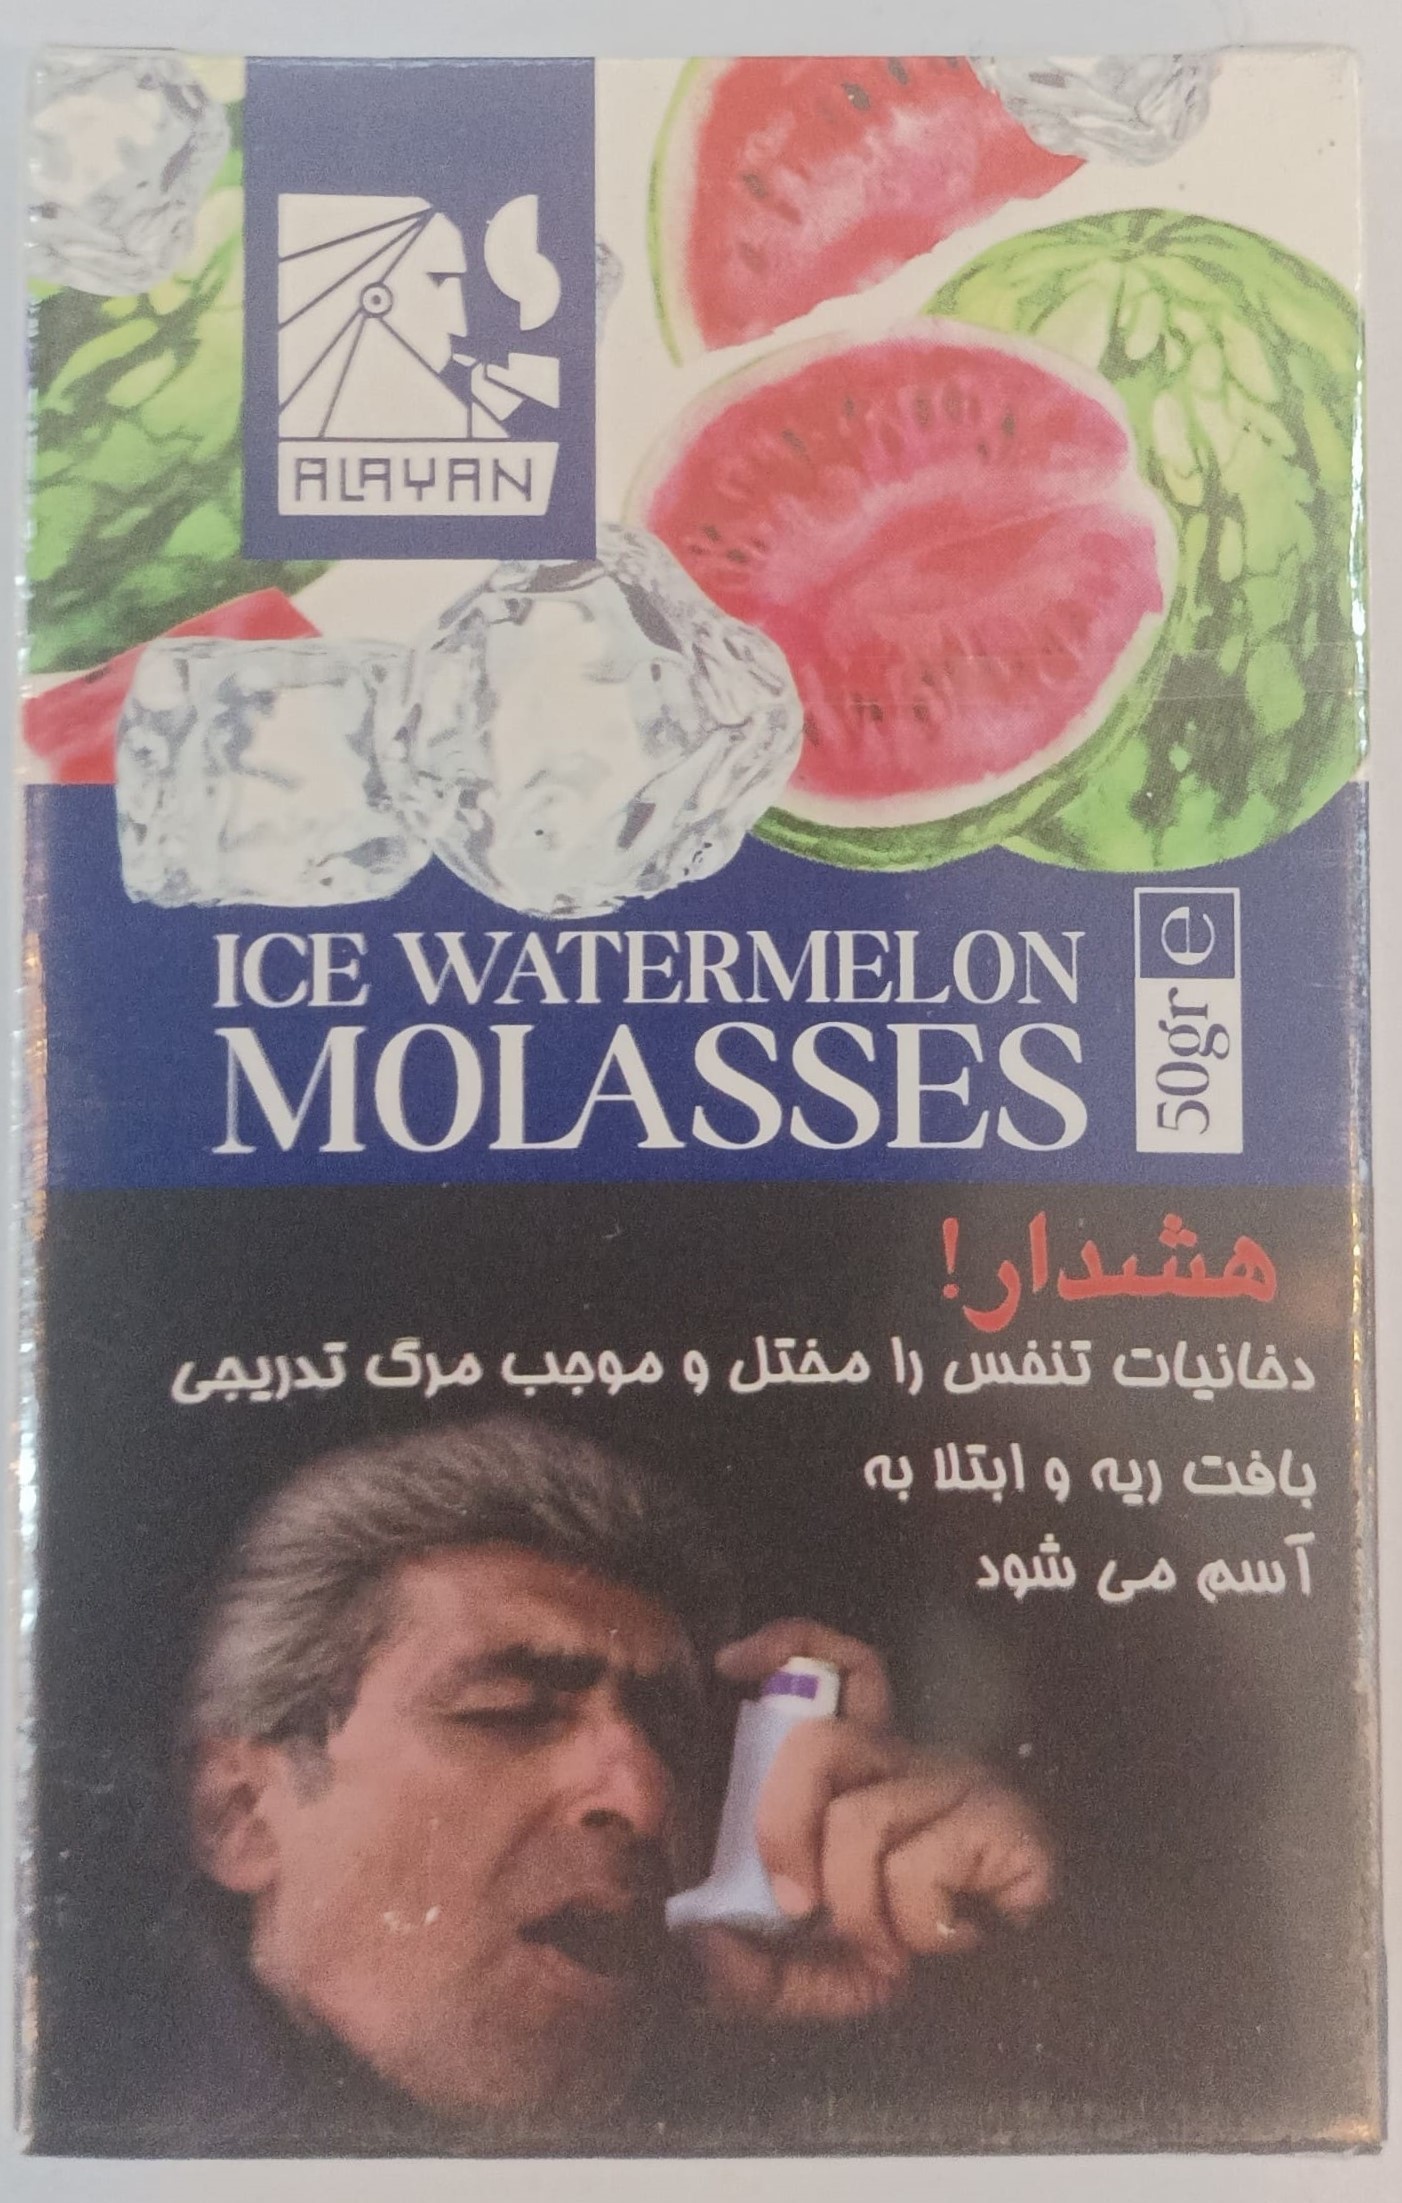 ALAYAN
ICE WATERMELON
MOLASSES
50gr e
هشدار!
دخانیات تنفس را مختل و موجب مرگ تدریجی
بافت ریه و ابتلا به
آسم می شود